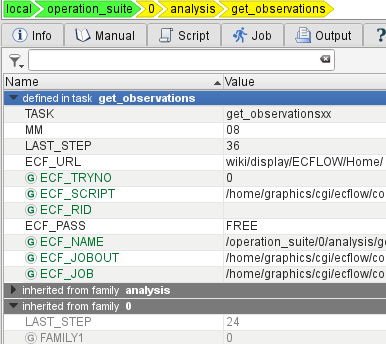 local operation_suite 0 analysis get_observations
Info Manual Script Job Output
Name Value
defined in task get_observations
TASK get_observationsxx
MM 08
LAST_STEP 36
ECF_URL wiki/display/ECFLOW/Home/
G ECF_TRYNO 0
G ECF_SCRIPT /home/graphics/cgi/ecflow/co
G ECF_RID
ECF_PASS FREE
G ECF_NAME /operation_suite/0/analysis/ge
G ECF_JOBOUT /home/graphics/cgi/ecflow/co
G ECF_JOB /home/graphics/cgi/ecflow/co
inherited from family analysis
inherited from family 0
LAST_STEP 24
G FAMILY1 0